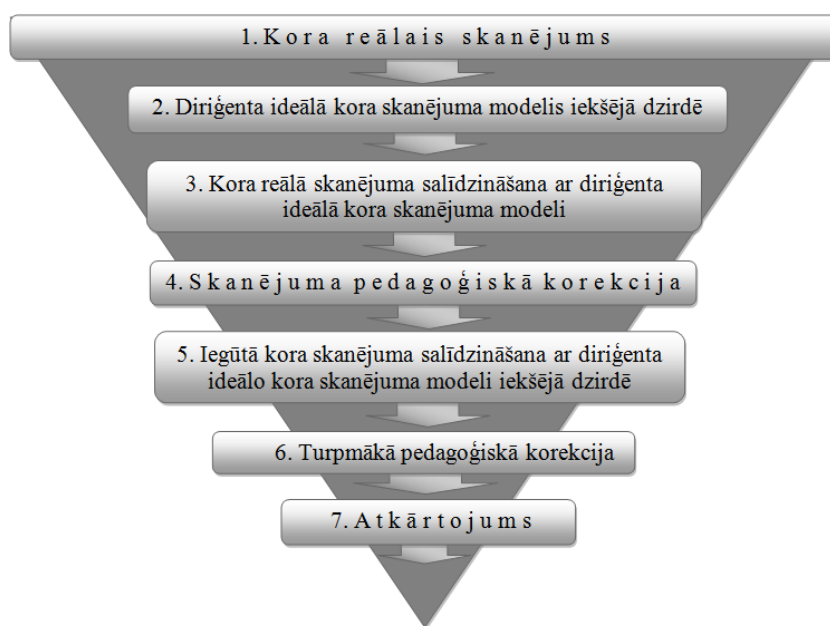 1. Kora reālais skanējums
2. Diriģenta ideālā kora skanējuma modelis iekšējā dzirdē
3. Kora reālā skanējuma salīdzināšana ar diriģenta
ideālā kora skanējuma modeli
4. Skanējuma pedagoģiskā korekcija
5. Iegūtā kora skanējuma salīdzināšana ar diriģenta
ideālo kora skanējuma modeli iekšējā dzirdē
6. Turpmākā pedagoģiskā korekcija
7. Atkārtojums